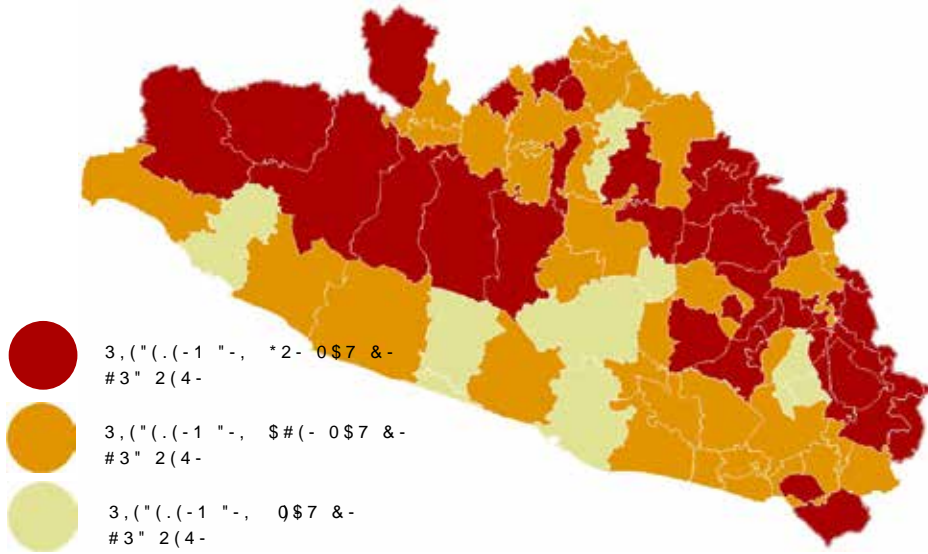 3,("(.(-1 "-, *2- 0$7 &-
#3" 2(4-
3,("(.(-1 "-, $#(- 0$7 &-
#3" 2(4-
3,("(.(-1 "-, 0$7 &-
#3" 2(4-